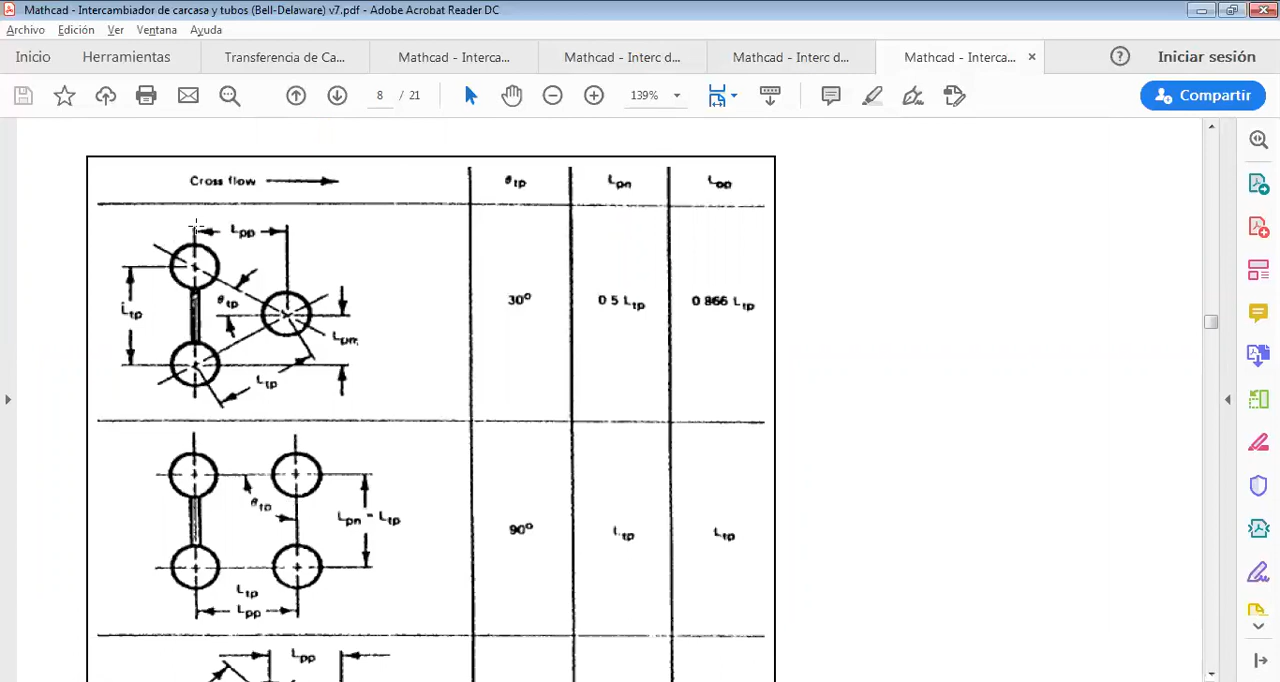 Mathcad - Intercambiador de carcasa y tubos (Bell-Delaware) v7.pdf - Adobe Acrobat Reader DC
Archivo Edición Ver Ventana Ayuda
Inicio Herramientas Transferencia de Ca... Mathcad - Interca... Mathcad - Interc d... Mathcad - Interc d... Mathcad - Interca... × Iniciar sesión
8 / 21 139% Compartir
Cross flow θtp Lpn Lpp
Lpp
Ltp θtp 30° 0 5 Ltp 0 866 Ltp
Lpn
Ltp
θtp Lpn - Ltp 90° Ltp Ltp
Ltp
Lpp
Lpp